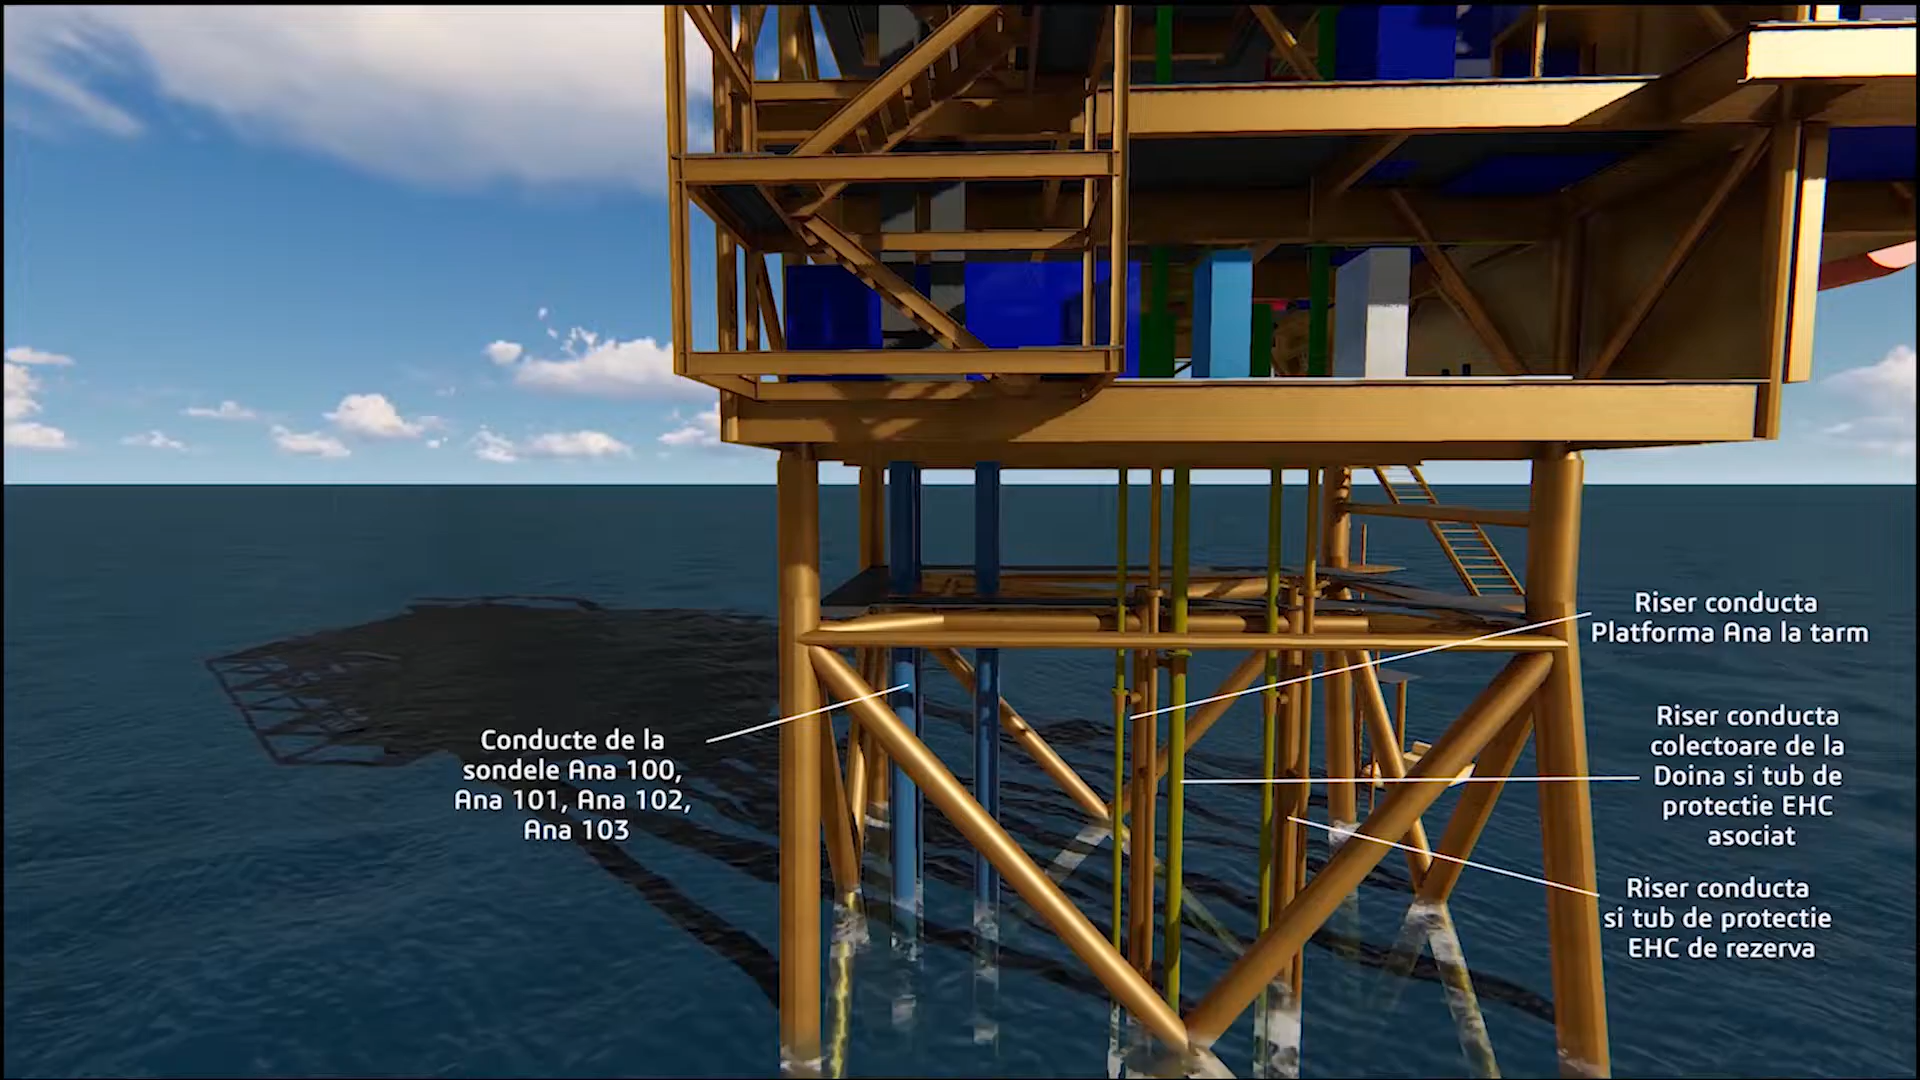 Riser conducta
Platforma Ana la tarm
Riser conducta
colectoare de la
Doina si tub de
protectie EHC
asociat
Conducte de la
sondele Ana 100,
Ana 101, Ana 102,
Ana 103
Riser conducta
si tub de protectie
EHC de rezerva